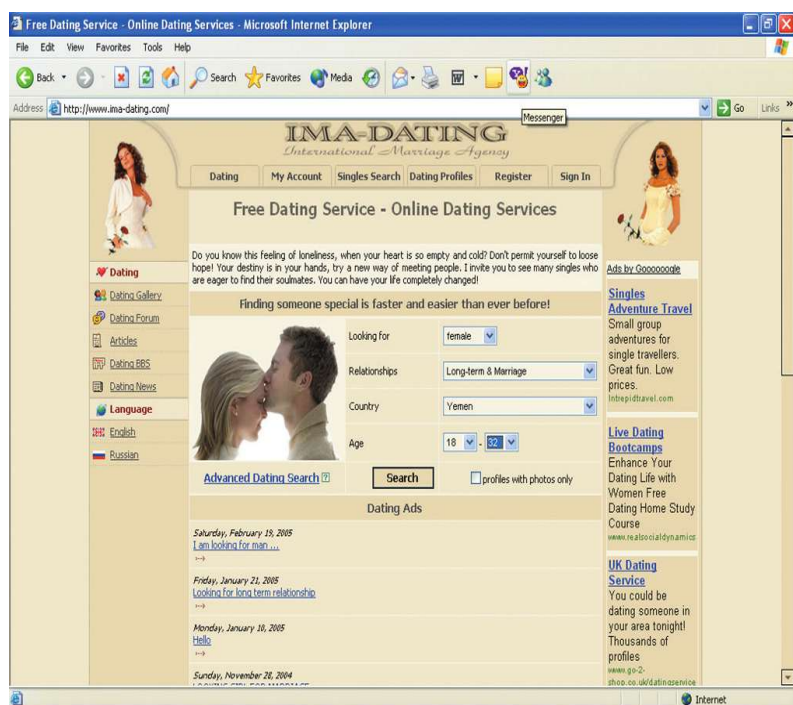 Free Dating Service - Online Dating Services - Microsoft Internet Explorer
File Edit View Favorites Tools Help
Back Search Favorites Media
Address http://www.ima-dating.com/ Go Links »
Messenger
IMA-DATING
International Marriage Agency
Dating My Account Singles Search Dating Profiles Register Sign In
Free Dating Service - Online Dating Services
Do you know this feeling of loneliness, when your heart is so empty and cold? Don't permit yourself to loose
hope! Your destiny is in your hands, try a new way of meeting people. I invite you to see many singles who
are eager to find their soulmates. You can have your life completely changed!
Dating
Dating Gallery
Dating Forum
Articles
Dating BBS
Dating News
Language
English
Russian
Finding someone special is faster and easier than ever before!
Looking for female
Relationships Long-term & Marriage
Country Yemen
Age 18 - 32
Advanced Dating Search ? Search profiles with photos only
Dating Ads
Saturday, February 19, 2005
I am looking for man ...
Friday, January 21, 2005
Looking for long term relationship
Monday, January 10, 2005
Hello
Sunday, November 28, 2004
LOOKING GIRL FOR MARRIAGE
Ads by Goooooogle
Singles
Adventure Travel
Small group
adventures for
single travellers.
Great fun. Low
prices.
Intrepidtravel.com
Live Dating
Bootcamps
Enhance Your
Dating Life with
Women Free
Dating Home Study
Course
www.realsocialdynamics
UK Dating
Service
You could be
dating someone in
your area tonight!
Thousands of
profiles
www.go-2-
shop.co.uk/datingservice
Internet